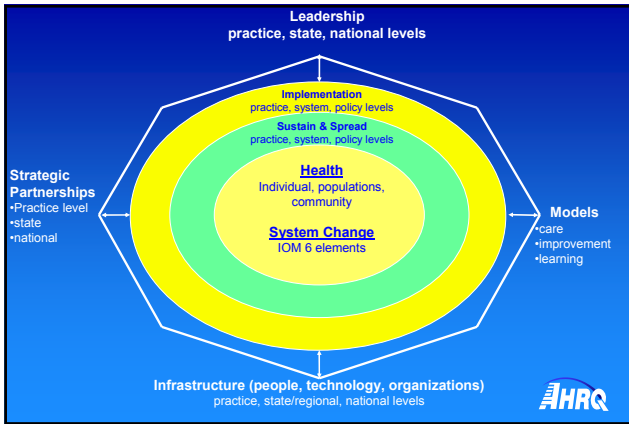 Leadership
practice, state, national levels
Implementation
practice, system, policy levels
Sustain & Spread
practice, system, policy levels
Health
Individual, populations,
community
System Change
IOM 6 elements
Strategic
Partnerships
•Practice level
•state
•national
Models
•care
•improvement
•learning
Infrastructure (people, technology, organizations)
practice, state/regional, national levels
AHRQ